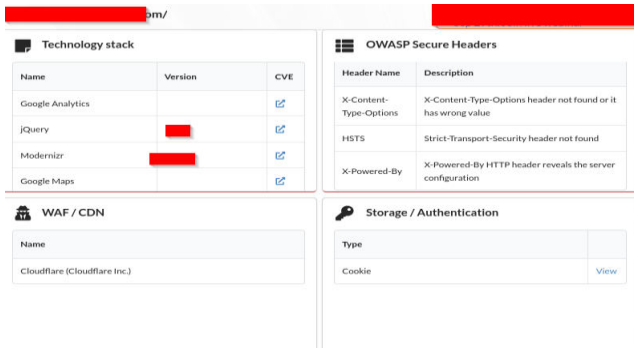 om/
Technology stack
Name Version CVE
Google Analytics
jQuery
Modernizr
Google Maps
OWASP Secure Headers
Header Name Description
X-Content-
Type-Options
X-Content-Type-Options header not found or it
has wrong value
HSTS Strict-Transport-Security header not found
X-Powered-By
X-Powered-By HTTP header reveals the server
configuration
WAF / CDN
Name
Cloudflare (Cloudflare Inc.)
Storage / Authentication
Type
Cookie View